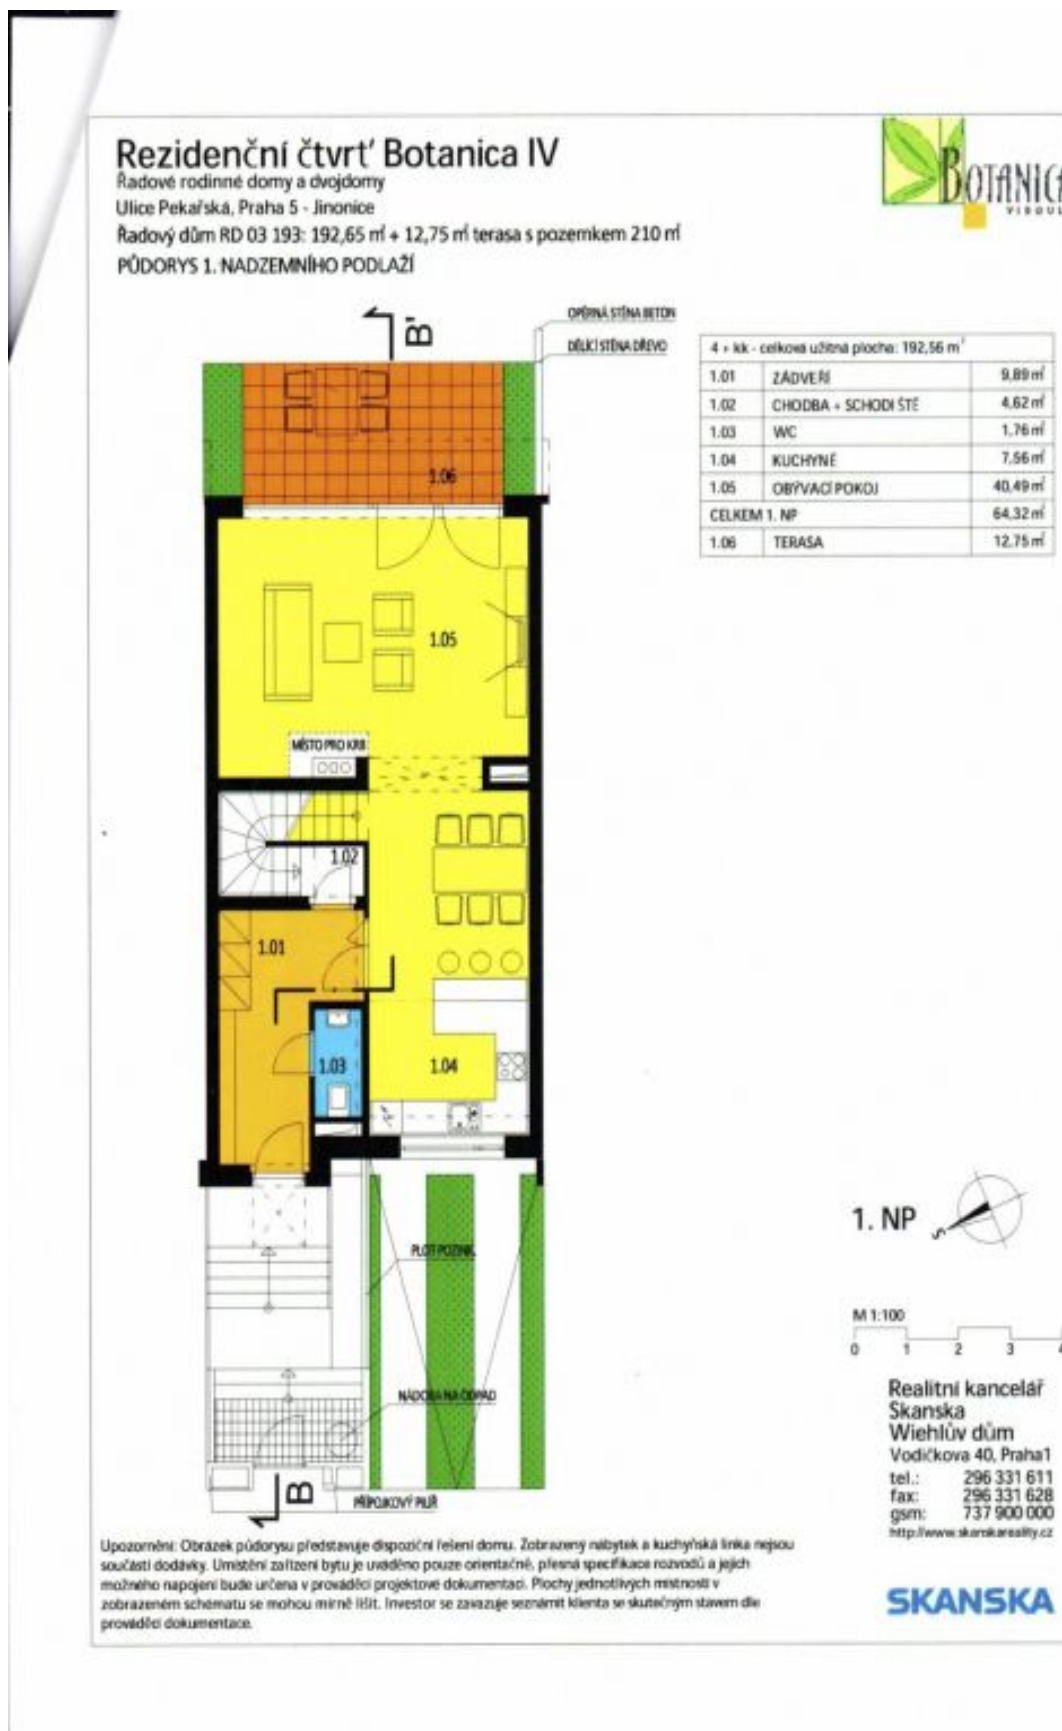 Rezidenční čtvrt' Botanica IV
Řadové rodinné domy a dvojdomy
Ulice Pekařská, Praha 5 - Jinonice
Řadový dům RD 03 193: 192,65 m² + 12,75 m² terasa s pozemkem 210 m²
PŮDORYS 1. NADZEMNÍHO PODLAŽÍ
BOTANICA
VIDOUL
B'
OPĚRNÁ STĚNA BETON
DĚLÍCÍ STĚNA DŘEVO
4 + kk - celková užitná plocha: 192,56 m²
1.01 ZÁDVEŘÍ 9,89 m²
1.02 CHODBA + SCHODI ŠTĚ 4,62 m²
1.03 WC 1,76 m²
1.04 KUCHYNĚ 7,56 m²
1.05 OBÝVACÍ POKOJ 40,49 m²
CELKEM 1. NP 64,32 m²
1.06 TERASA 12,75 m²
1.06
1.05
MÍSTO PRO KRB
1.02
1.01
1.03
1.04
1. NP
S
PLOT POZINK.
M 1:100
0 1 2 3 4
NÁDOBA NA ODPAD
B
PŘÍPOJKOVÝ PILÍŘ
Realitní kancelář
Skanska
Wiehlův dům
Vodičkova 40, Praha1
tel.: 296 331 611
fax: 296 331 628
gsm: 737 900 000
http://www.skanskareality.cz
Upozornění: Obrázek půdorysu představuje dispoziční řešení domu. Zobrazený nábytek a kuchyňská linka nejsou
součástí dodávky. Umístění zařízení bytu je uváděno pouze orientačně, přesná specifikace rozvodů a jejich
možného napojení bude určena v prováděcí projektové dokumentaci. Plochy jednotlivých místností v
zobrazeném schématu se mohou mírně lišit. Investor se zavazuje seznámit klienta se skutečným stavem dle
prováděcí dokumentace.
SKANSKA